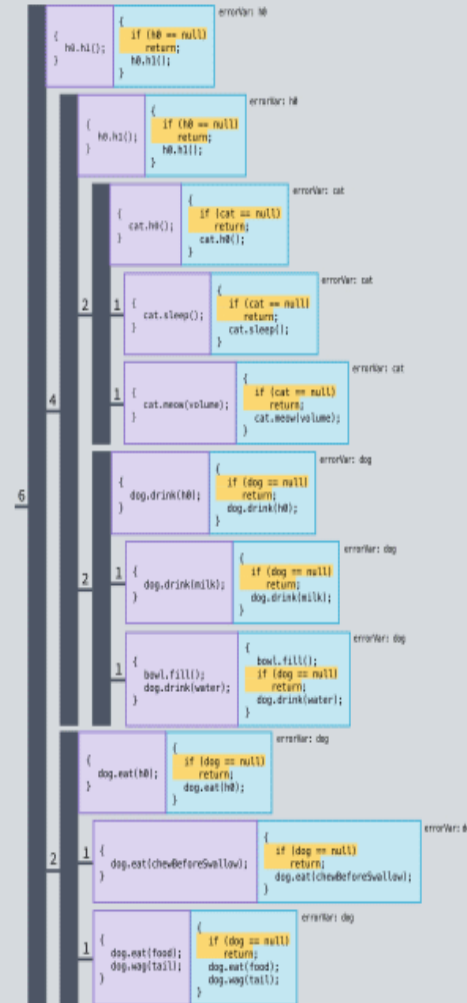 errorVar: h0
{
h0.h1();
}
{
if (h0 == null)
return;
h0.h1();
}
errorVar: h0
{
h0.h1();
}
{
if (h0 == null)
return;
h0.h1();
}
errorVar: cat
{
cat.h0();
}
{
if (cat == null)
return;
cat.h0();
}
2
1
errorVar: cat
{
cat.sleep();
}
{
if (cat == null)
return;
cat.sleep();
}
4
1
errorVar: cat
{
cat.meow(volume);
}
{
if (cat == null)
return;
cat.meow(volume);
}
6
errorVar: dog
{
dog.drink(h0);
}
{
if (dog == null)
return;
dog.drink(h0);
}
2
1
errorVar: dog
{
dog.drink(milk);
}
{
if (dog == null)
return;
dog.drink(milk);
}
1
errorVar: dog
{
bowl.fill();
dog.drink(water);
}
{
bowl.fill();
if (dog == null)
return;
dog.drink(water);
}
errorVar: dog
{
dog.eat(h0);
}
{
if (dog == null)
return;
dog.eat(h0);
}
2
1
errorVar:
{
dog.eat(chewBeforeSwallow);
}
{
if (dog == null)
return;
dog.eat(chewBeforeSwallow);
}
1
errorVar: dog
{
dog.eat(food);
dog.wag(tail);
}
{
if (dog == null)
return;
dog.eat(food);
dog.wag(tail);
}